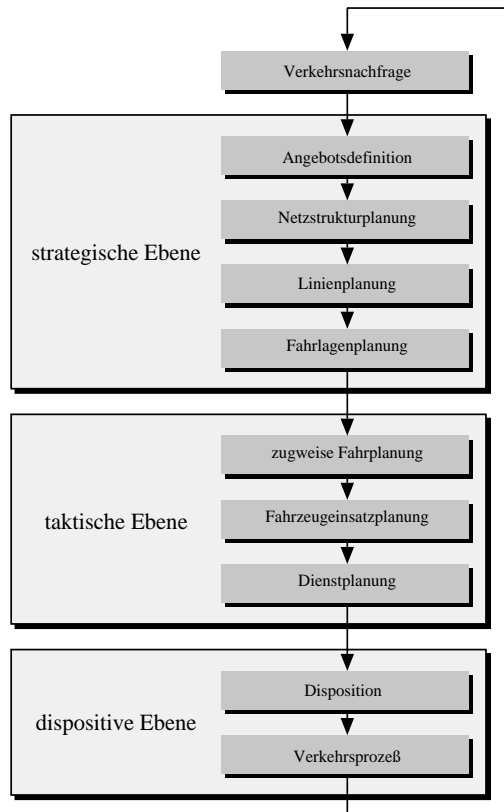 Verkehrsnachfrage
strategische Ebene
Angebotsdefinition
Netzstrukturplanung
Linienplanung
Fahrlagenplanung
taktische Ebene
zugweise Fahrplanung
Fahrzeugeinsatzplanung
Dienstplanung
dispositive Ebene
Disposition
Verkehrsprozeß